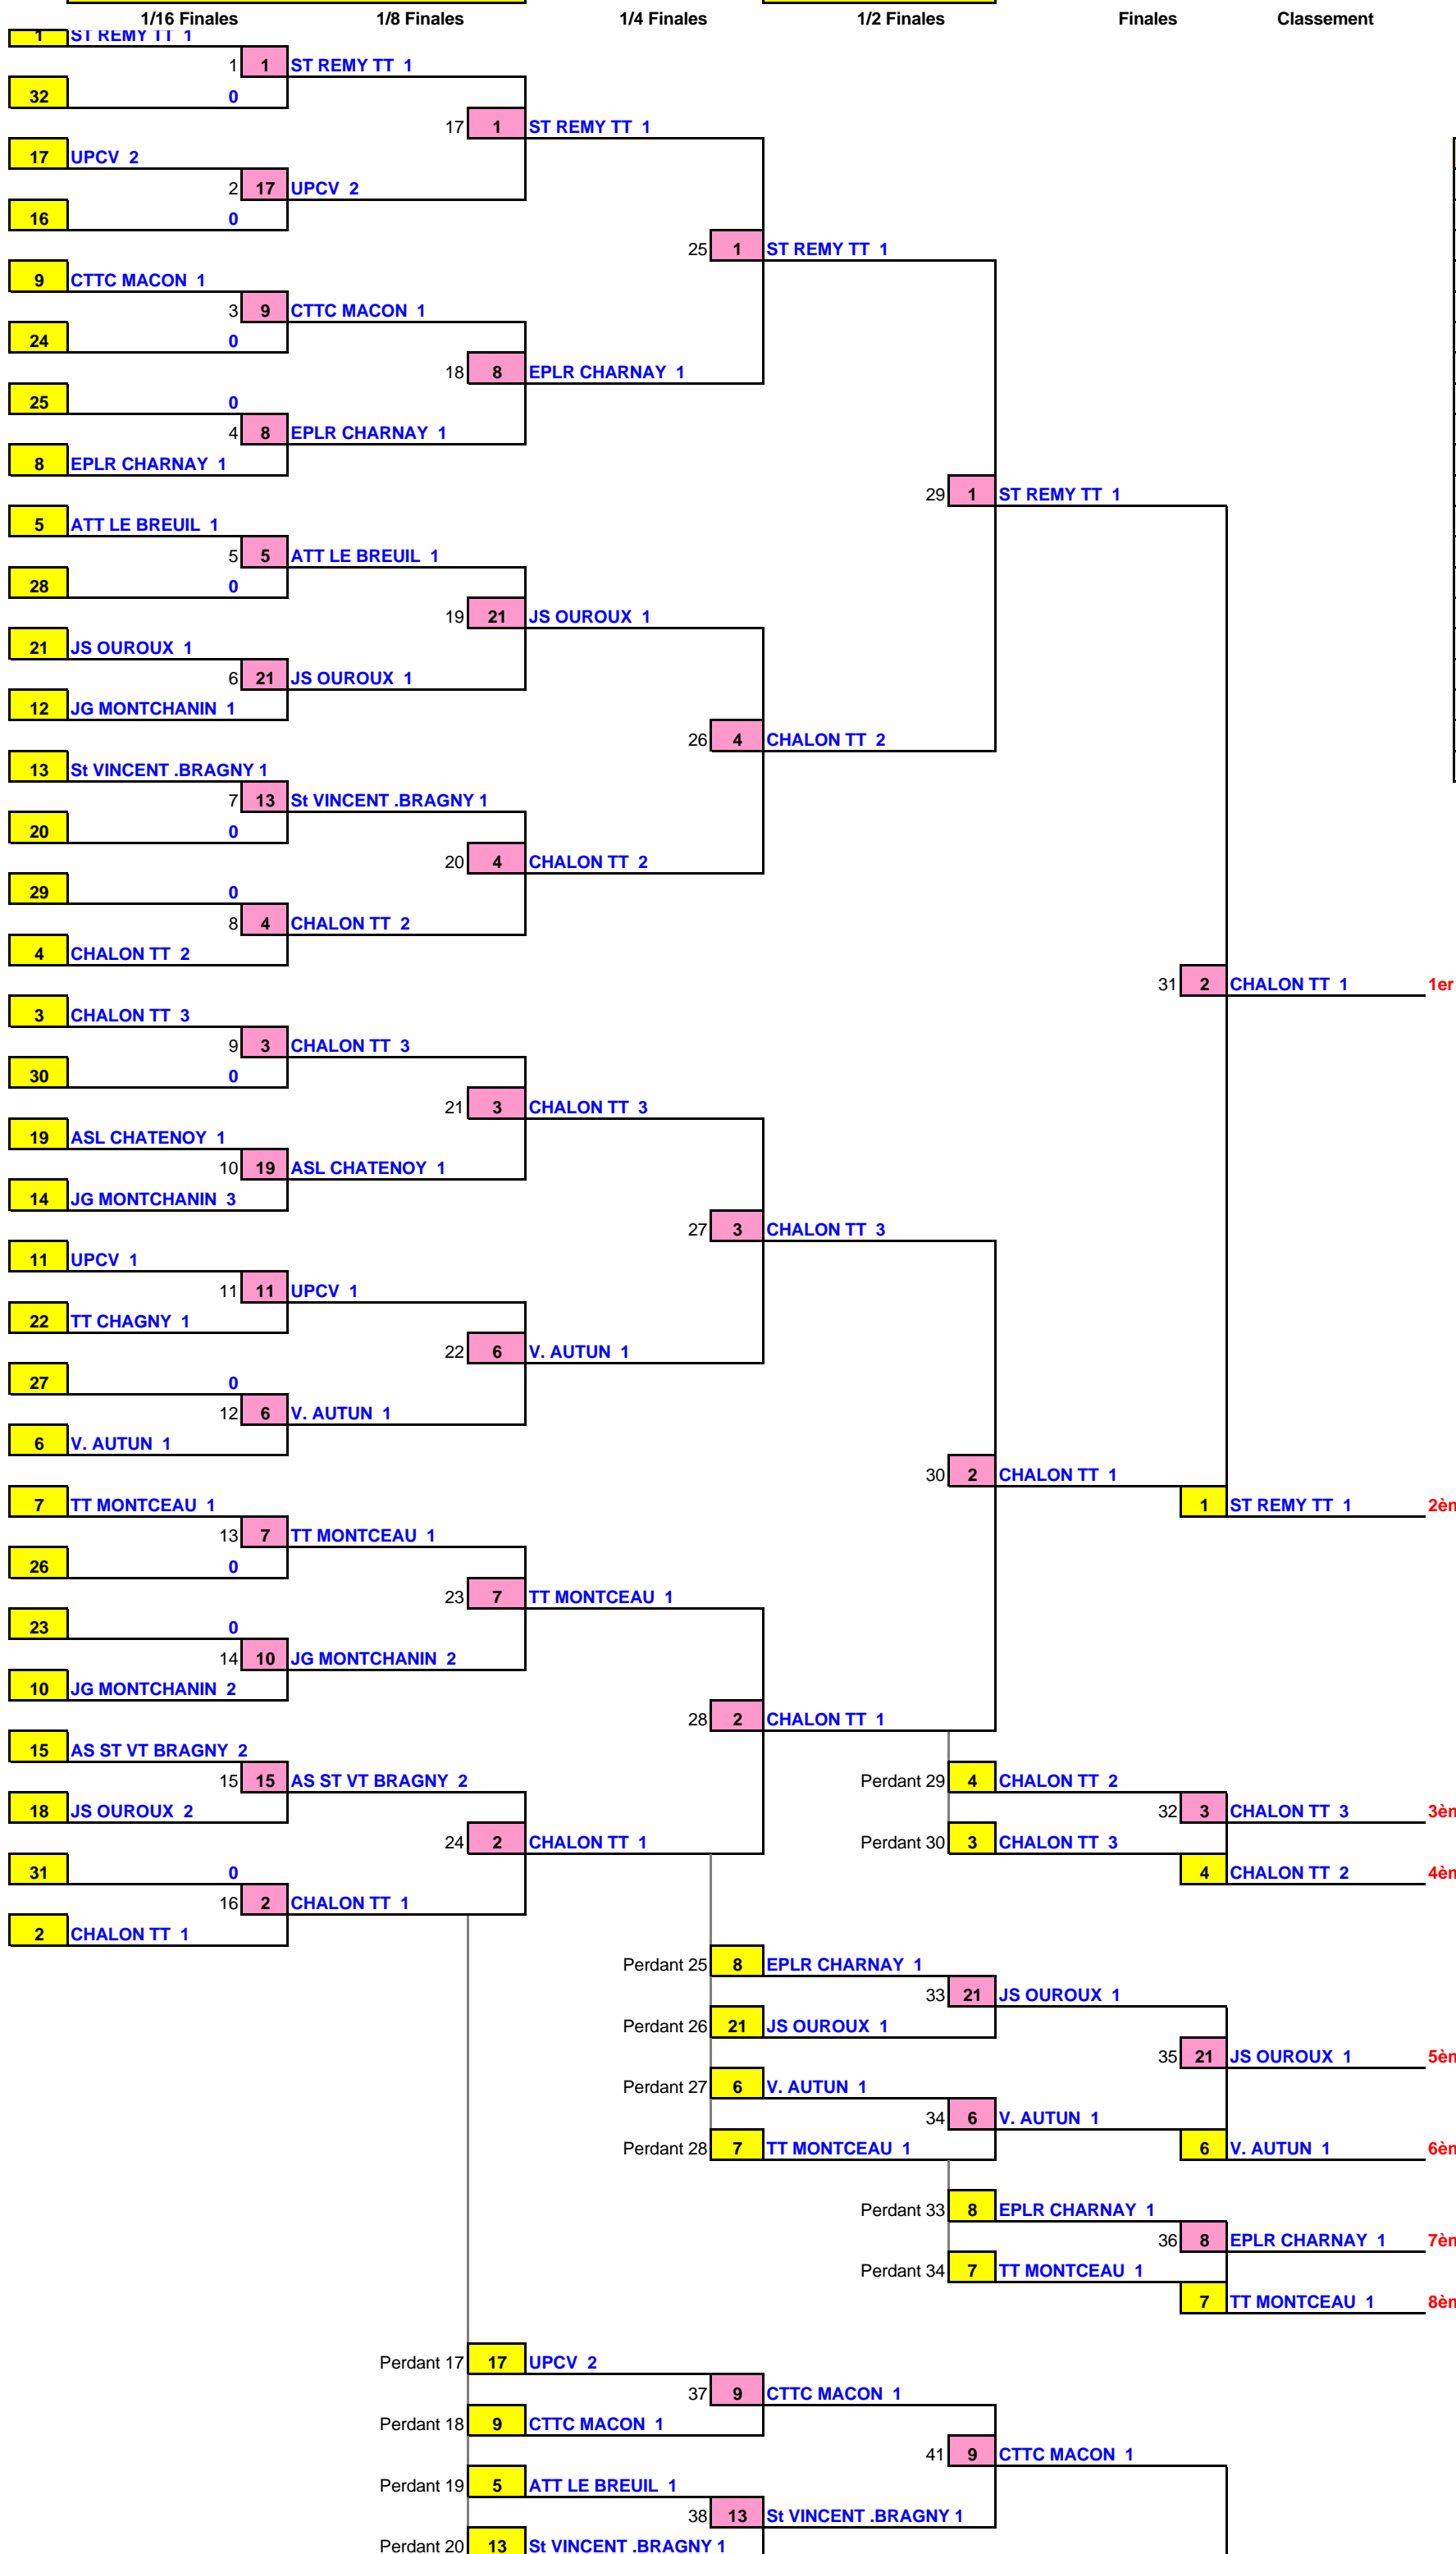 1/16 Finales 1/8 Finales 1/4 Finales 1/2 Finales Finales Classement
1 ST REMY TT 1
1 1 ST REMY TT 1
32 0
17 1 ST REMY TT 1
17 UPCV 2
2 17 UPCV 2
16 0
25 1 ST REMY TT 1
9 CTTC MACON 1
3 9 CTTC MACON 1
24 0
18 8 EPLR CHARNAY 1
25 0
4 8 EPLR CHARNAY 1
8 EPLR CHARNAY 1
29 1 ST REMY TT 1
5 ATT LE BREUIL 1
5 5 ATT LE BREUIL 1
28 0
19 21 JS OUROUX 1
21 JS OUROUX 1
6 21 JS OUROUX 1
12 JG MONTCHANIN 1
26 4 CHALON TT 2
13 St VINCENT .BRAGNY 1
7 13 St VINCENT .BRAGNY 1
20 0
20 4 CHALON TT 2
29 0
8 4 CHALON TT 2
4 CHALON TT 2
31 2 CHALON TT 1 1er
3 CHALON TT 3
9 3 CHALON TT 3
30 0
21 3 CHALON TT 3
19 ASL CHATENOY 1
10 19 ASL CHATENOY 1
14 JG MONTCHANIN 3
27 3 CHALON TT 3
11 UPCV 1
11 11 UPCV 1
22 TT CHAGNY 1
22 6 V. AUTUN 1
27 0
12 6 V. AUTUN 1
6 V. AUTUN 1
30 2 CHALON TT 1
7 TT MONTCEAU 1 1 ST REMY TT 1 2èm
13 7 TT MONTCEAU 1
26 0
23 7 TT MONTCEAU 1
23 0
14 10 JG MONTCHANIN 2
10 JG MONTCHANIN 2
28 2 CHALON TT 1
15 AS ST VT BRAGNY 2
15 15 AS ST VT BRAGNY 2 Perdant 29 4 CHALON TT 2
18 JS OUROUX 2 32 3 CHALON TT 3 3èm
24 2 CHALON TT 1 Perdant 30 3 CHALON TT 3
31 0 4 CHALON TT 2 4èm
16 2 CHALON TT 1
2 CHALON TT 1
Perdant 25 8 EPLR CHARNAY 1
33 21 JS OUROUX 1
Perdant 26 21 JS OUROUX 1
35 21 JS OUROUX 1 5èm
Perdant 27 6 V. AUTUN 1
34 6 V. AUTUN 1
Perdant 28 7 TT MONTCEAU 1 6 V. AUTUN 1 6èm
Perdant 33 8 EPLR CHARNAY 1
36 8 EPLR CHARNAY 1 7èm
Perdant 34 7 TT MONTCEAU 1
7 TT MONTCEAU 1 8èm
Perdant 17 17 UPCV 2
37 9 CTTC MACON 1
Perdant 18 9 CTTC MACON 1
41 9 CTTC MACON 1
Perdant 19 5 ATT LE BREUIL 1
38 13 St VINCENT .BRAGNY 1
Perdant 20 13 St VINCENT .BRAGNY 1